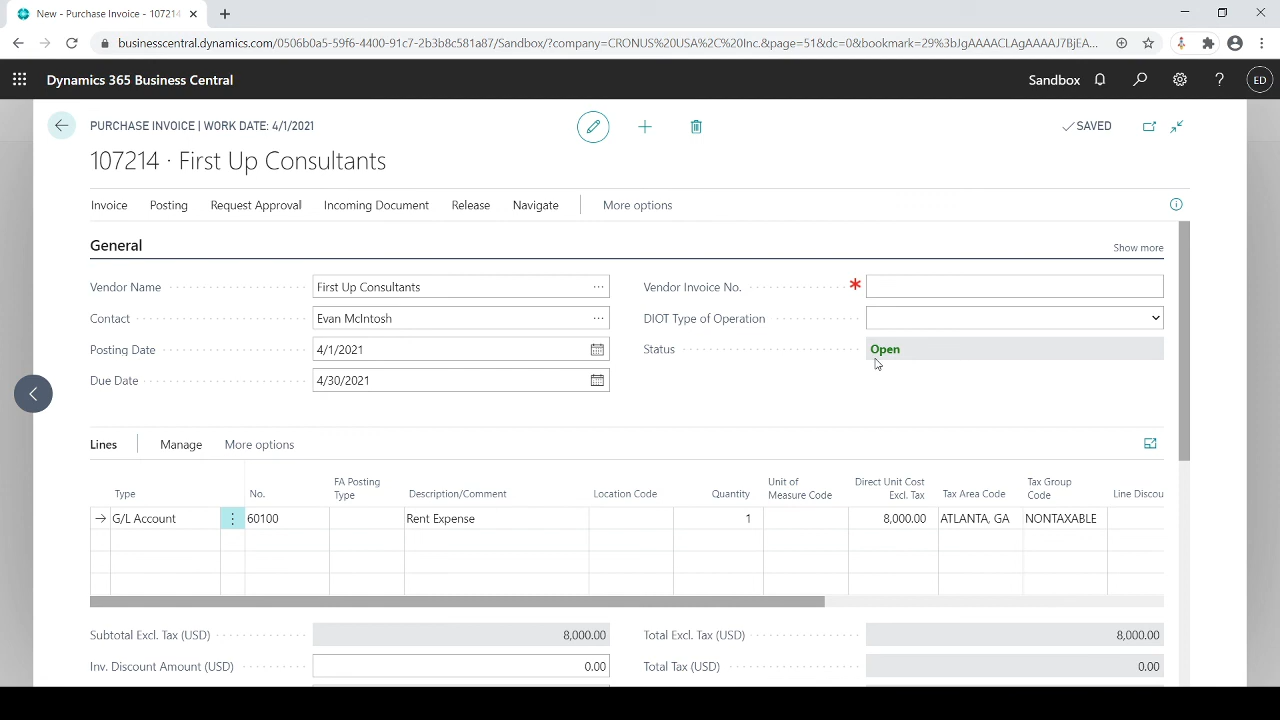 New - Purchase Invoice - 107214
businesscentral.dynamics.com/0506b0a5-59f6-4400-91c7-2b3b8c581a37/Sandbox/?company=CRONUS%20USA%2C%20Inc.&page=51&dc=0&bookmark=29%3bJgAAAACLAgAAAAJ7BjEA...
Dynamics 365 Business Central
Sandbox
ED
PURCHASE INVOICE | WORK DATE: 4/1/2021
SAVED
107214 · First Up Consultants
Invoice Posting Request Approval Incoming Document Release Navigate More options
General
Show more
Vendor Name First Up Consultants
Vendor Invoice No. *
Contact Evan McIntosh
DIOT Type of Operation
Posting Date 4/1/2021
Status Open
Due Date 4/30/2021
Lines Manage More options
Type No. FA Posting Type Description/Comment Location Code Quantity Unit of Measure Code Direct Unit Cost Excl. Tax Tax Area Code Tax Group Code Line Discou
G/L Account 60100 Rent Expense 1 8,000.00 ATLANTA, GA NONTAXABLE
Subtotal Excl. Tax (USD) 8,000.00
Total Excl. Tax (USD) 8,000.00
Inv. Discount Amount (USD) 0.00
Total Tax (USD) 0.00